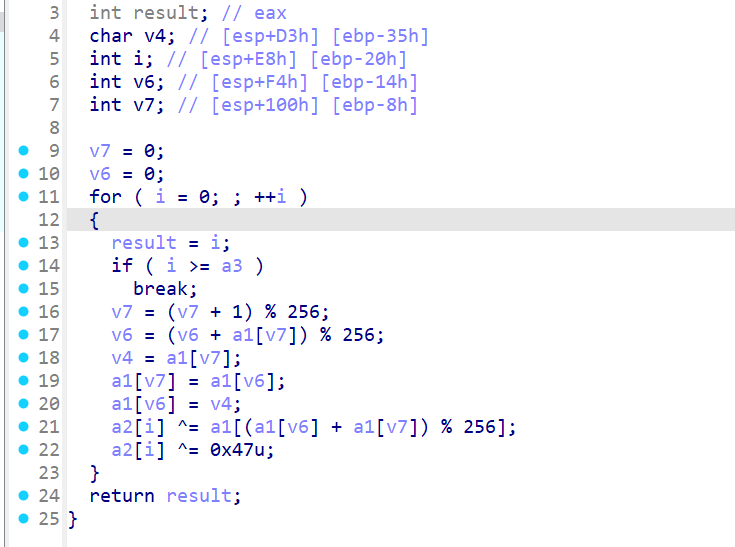 3 int result; // eax
4 char v4; // [esp+D3h] [ebp-35h]
5 int i; // [esp+E8h] [ebp-20h]
6 int v6; // [esp+F4h] [ebp-14h]
7 int v7; // [esp+100h] [ebp-8h]
8
9 v7 = 0;
10 v6 = 0;
11 for ( i = 0; ; ++i )
12 {
13 result = i;
14 if ( i >= a3 )
15 break;
16 v7 = (v7 + 1) % 256;
17 v6 = (v6 + a1[v7]) % 256;
18 v4 = a1[v7];
19 a1[v7] = a1[v6];
20 a1[v6] = v4;
21 a2[i] ^= a1[(a1[v6] + a1[v7]) % 256];
22 a2[i] ^= 0x47u;
23 }
24 return result;
25 }